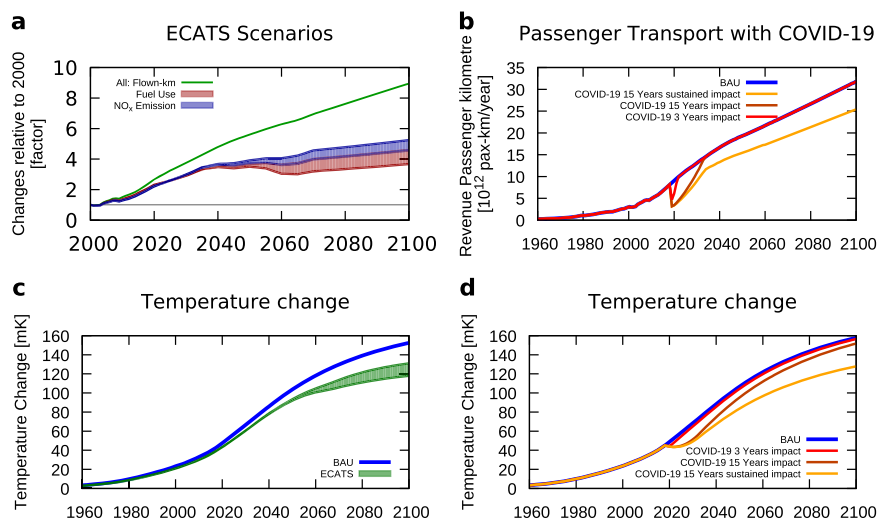 a
ECATS Scenarios
Changes relative to 2000
[factor]
10
8
6
4
2
0
All: Flown-km
Fuel Use
NOx Emission
2000 2020 2040 2060 2080 2100
b
Passenger Transport with COVID-19
Revenue Passenger kilometre
[10^12 pax-km/year]
35
30
25
20
15
10
5
0
BAU
COVID-19 15 Years sustained impact
COVID-19 15 Years impact
COVID-19 3 Years impact
1960 1980 2000 2020 2040 2060 2080 2100
c
Temperature change
Temperature Change [mK]
160
140
120
100
80
60
40
20
0
BAU
ECATS
1960 1980 2000 2020 2040 2060 2080 2100
d
Temperature change
Temperature Change [mK]
160
140
120
100
80
60
40
20
0
BAU
COVID-19 3 Years impact
COVID-19 15 Years impact
COVID-19 15 Years sustained impact
1960 1980 2000 2020 2040 2060 2080 2100